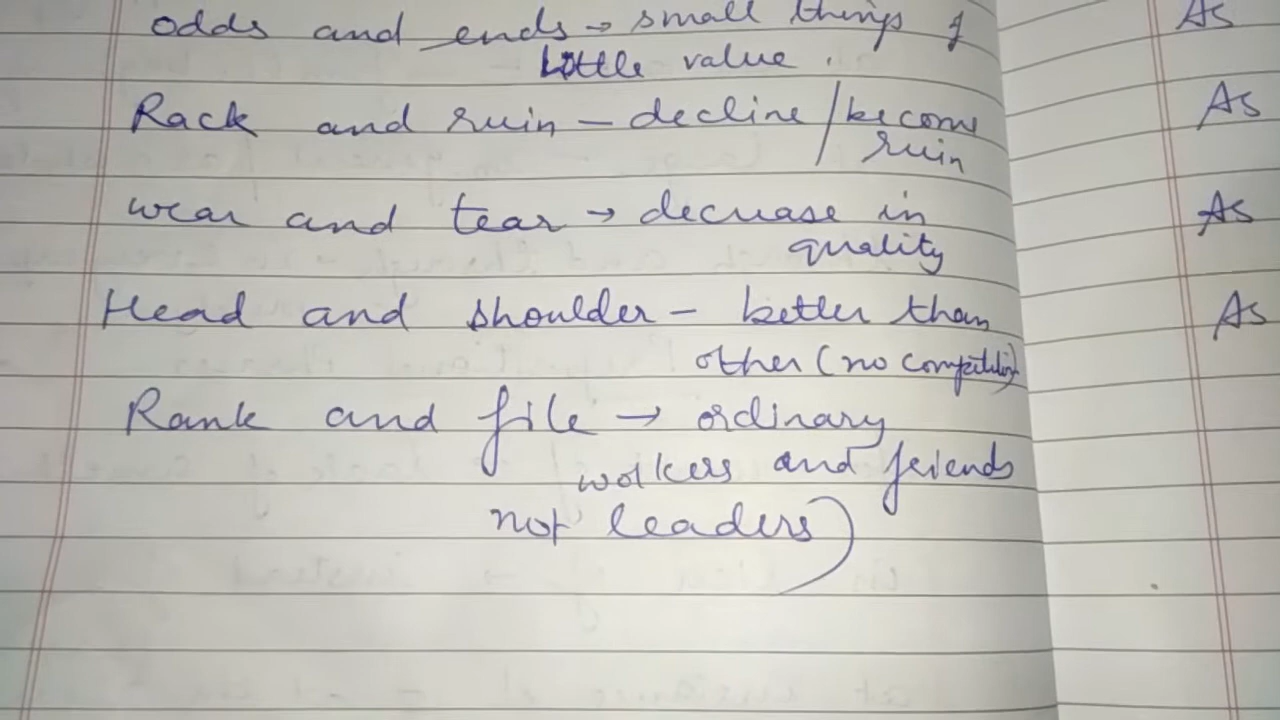 odds and ends → small things of
little value .
Rack and ruin – decline / become
ruin
wear and tear → decrease in
quality
Head and shoulder – better than
other (no competition)
Rank and file → ordinary
workers and friends
not leaders)
As
As
As
As